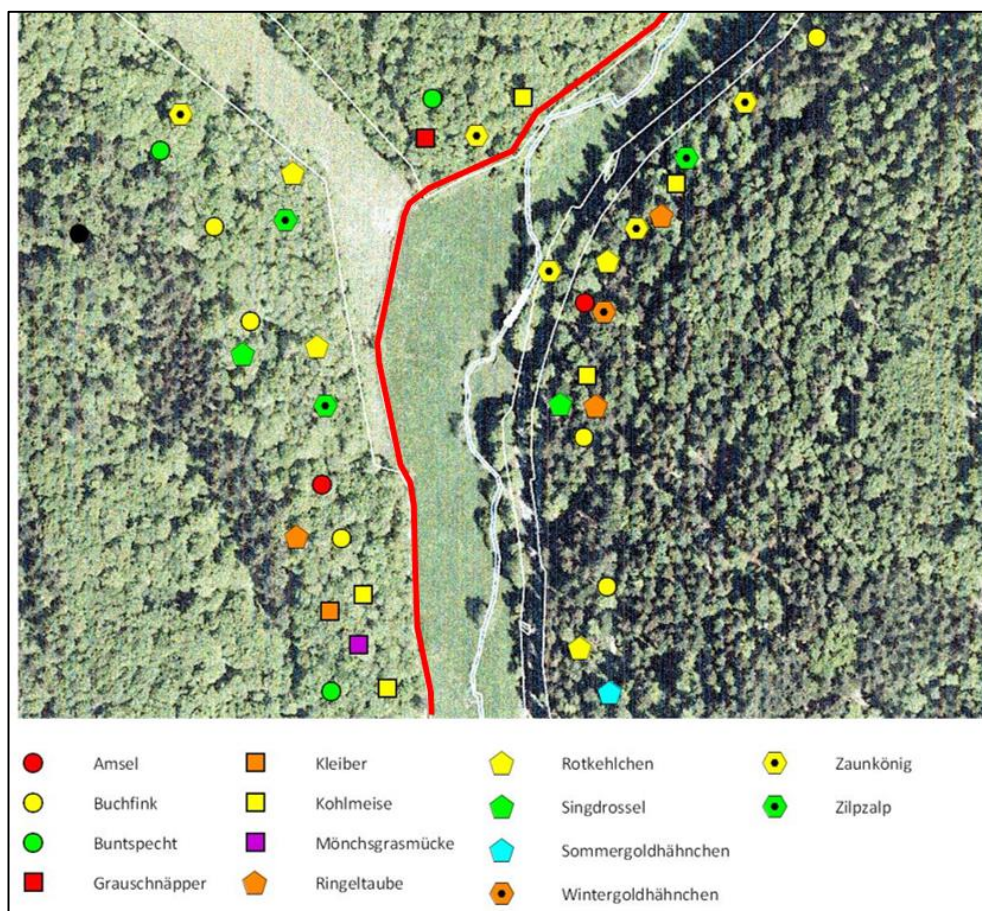 Amsel
Buchfink
Buntspecht
Grauschnäpper
Kleiber
Kohlmeise
Mönchsgrasmücke
Ringeltaube
Rotkehlchen
Singdrossel
Sommergoldhähnchen
Wintergoldhähnchen
Zaunkönig
Zilpzalp